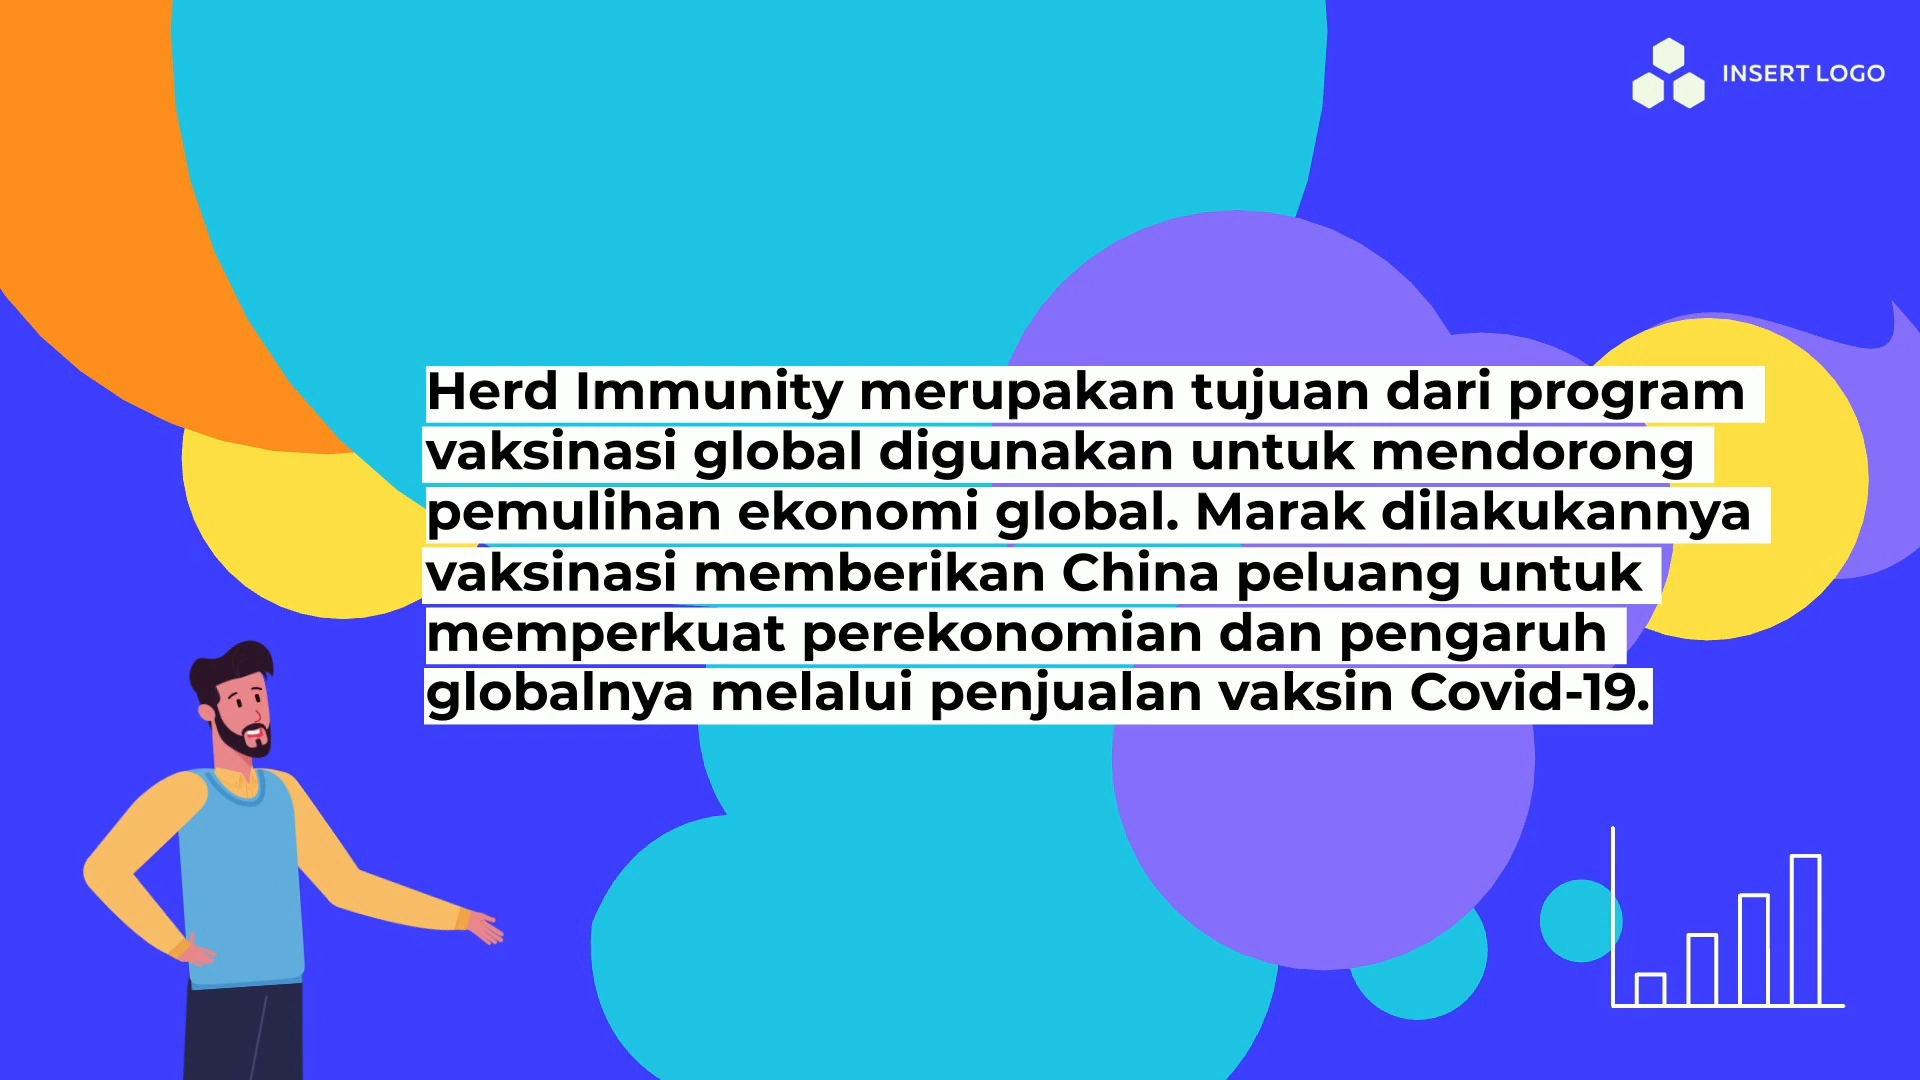 INSERT LOGO
Herd Immunity merupakan tujuan dari program
vaksinasi global digunakan untuk mendorong
pemulihan ekonomi global. Marak dilakukannya
vaksinasi memberikan China peluang untuk
memperkuat perekonomian dan pengaruh
globalnya melalui penjualan vaksin Covid-19.